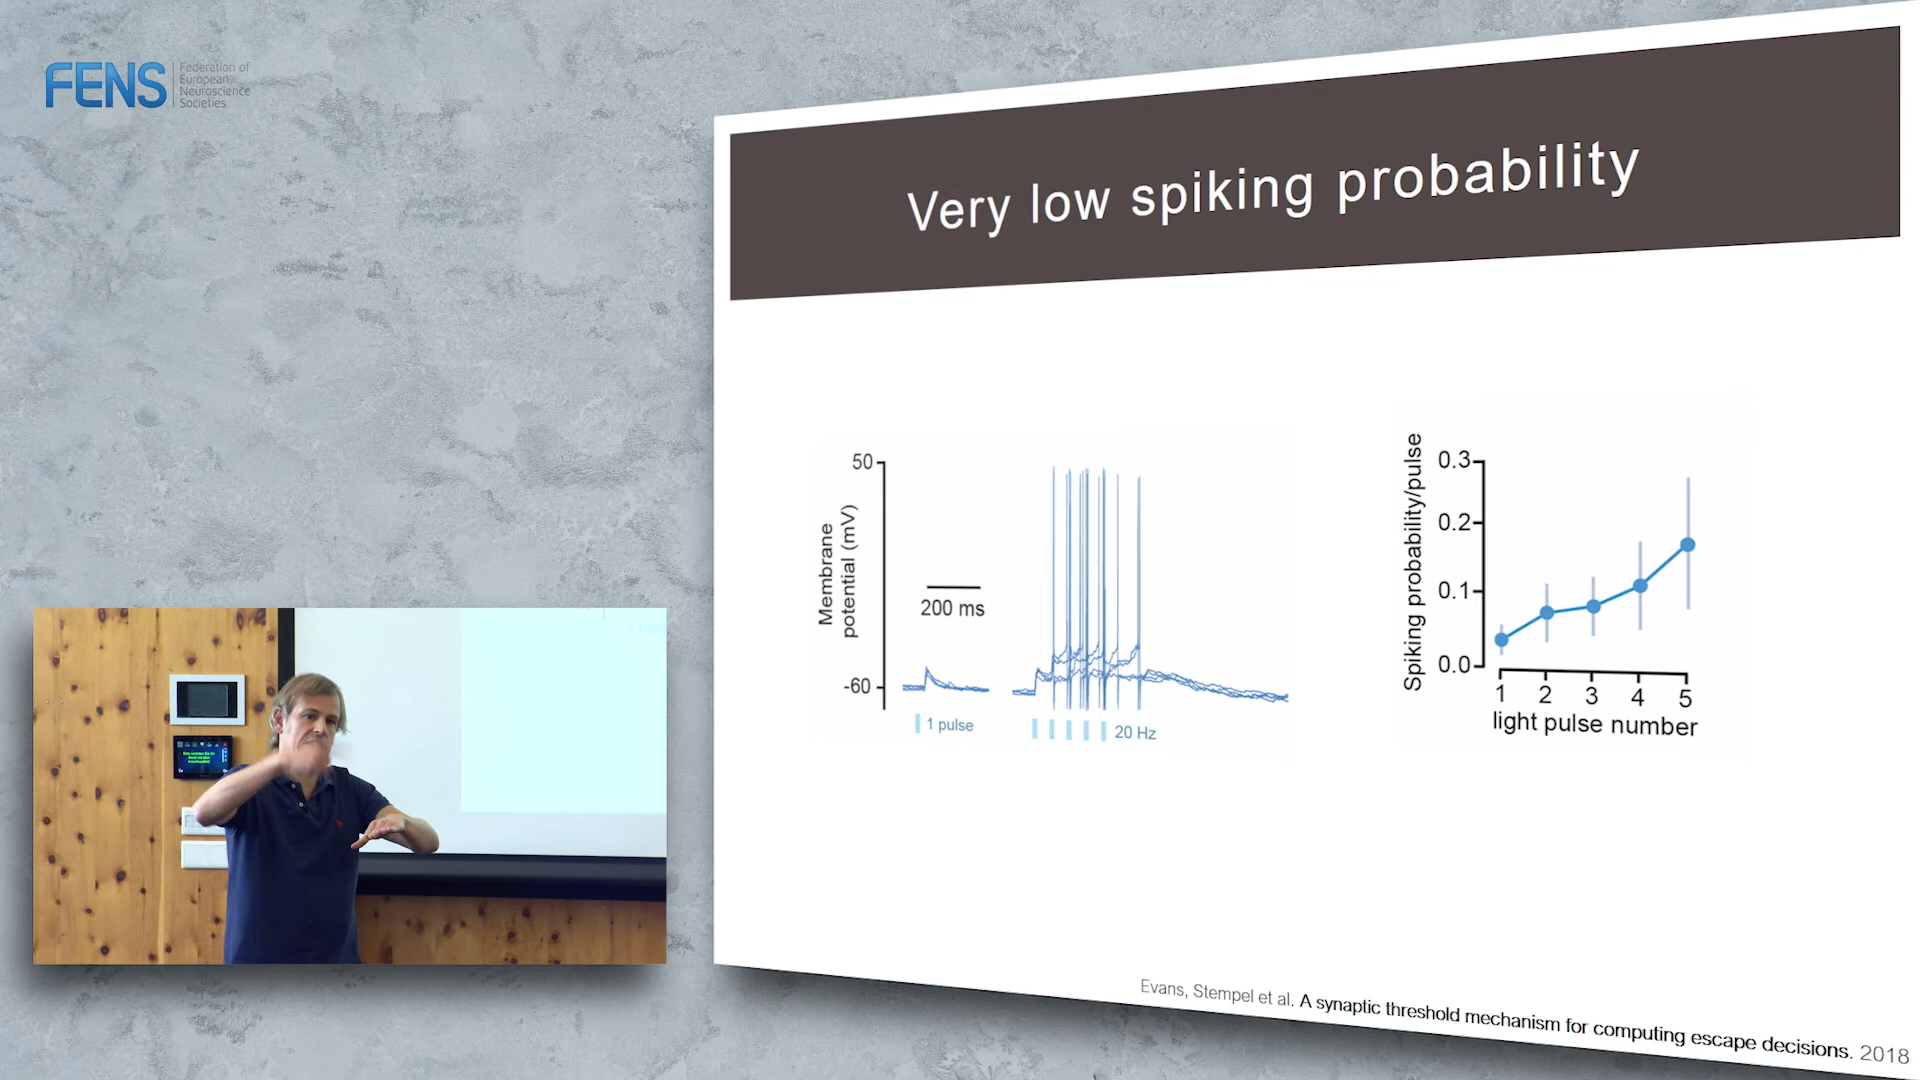 FENS
Federation of
European
Neuroscience
Societies
Very low spiking probability
50
Membrane
potential (mV)
200 ms
-60
1 pulse
20 Hz
Spiking probability/pulse
0.3
0.2
0.1
0.0
1 2 3 4 5
light pulse number
Evans, Stempel et al. A synaptic threshold mechanism for computing escape decisions. 2018